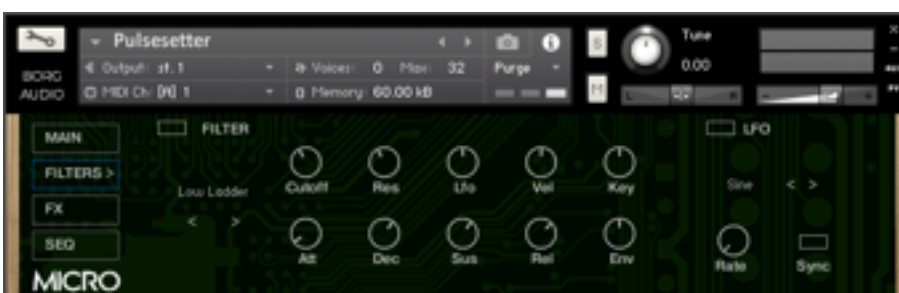 Pulsesetter
Output: st.1
Voices: 0 Max: 32
Purge
MIDI Ch: [A] 1
Memory: 60.00 kB
BORG
AUDIO
S
M
Tune
0.00
L
R
MAIN
FILTERS >
FX
SEQ
MICRO
FILTER
Low Ladder
< >
Cutoff
Res
Lfo
Vel
Key
Att
Dec
Sus
Rel
Env
LFO
Sine
< >
Rate
Sync